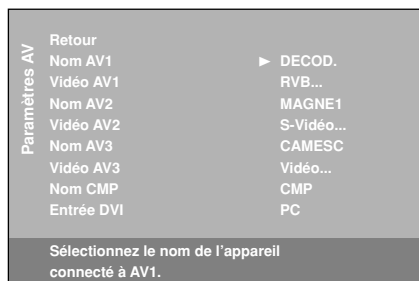 Paramètres AV
Retour
Nom AV1 ► DECOD.
Vidéo AV1 RVB...
Nom AV2 MAGNE1
Vidéo AV2 S-Vidéo...
Nom AV3 CAMESC
Vidéo AV3 Vidéo...
Nom CMP CMP
Entrée DVI PC
Sélectionnez le nom de l'appareil
connecté à AV1.